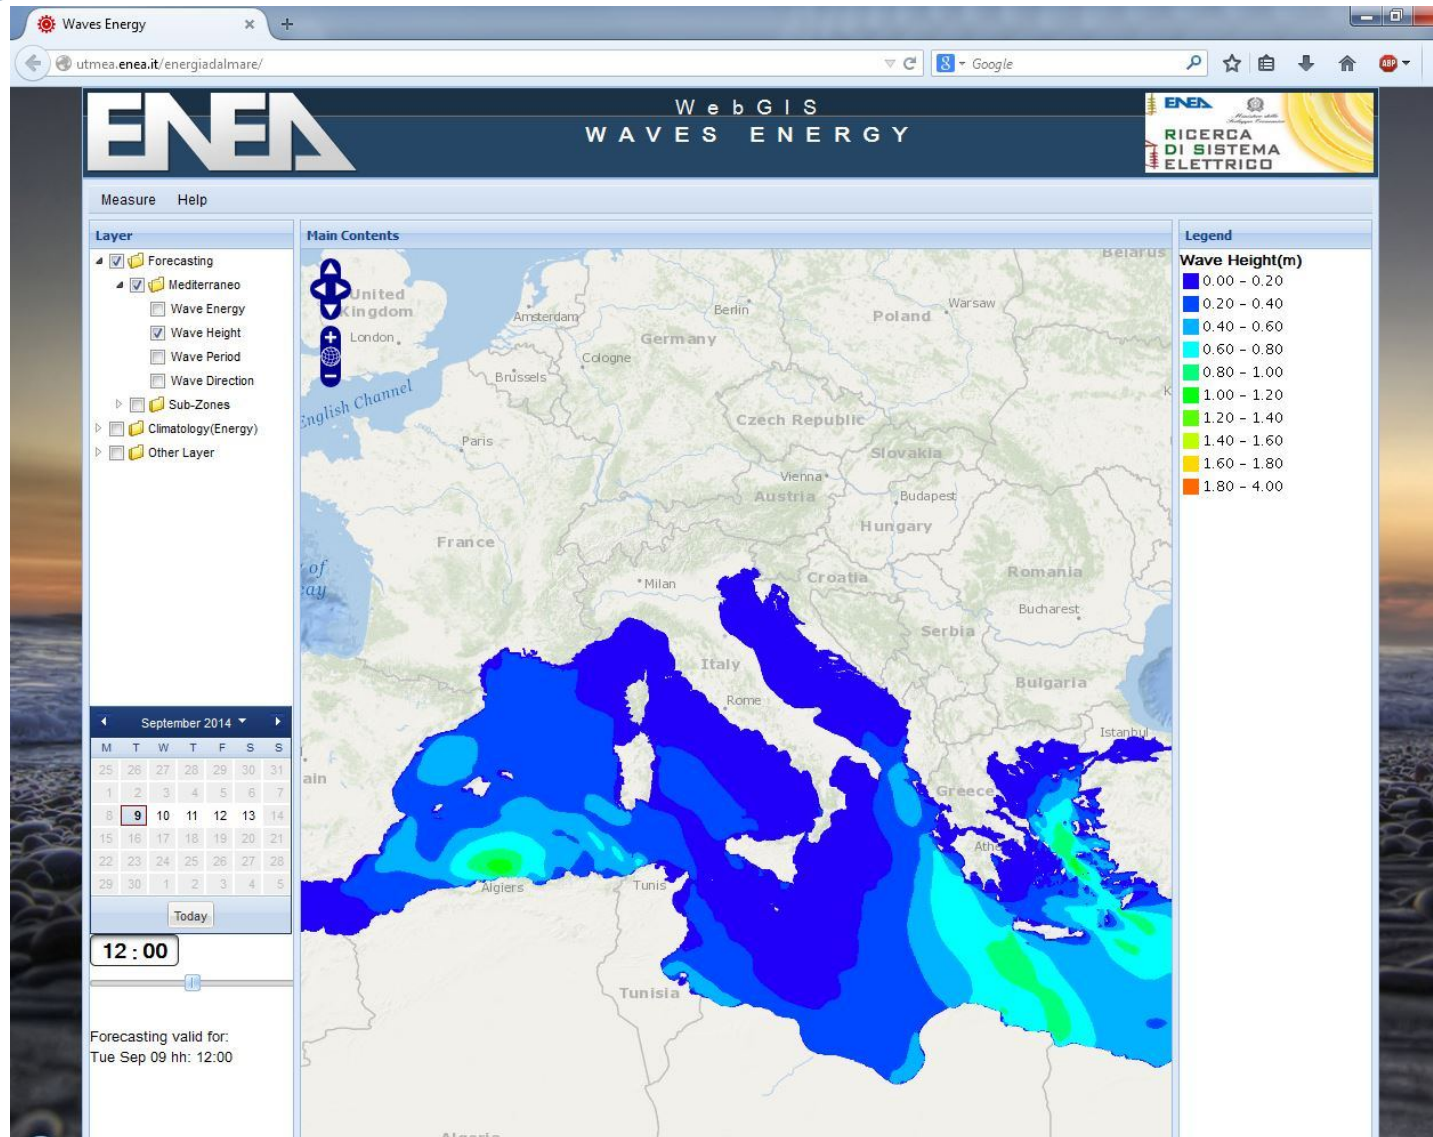 Waves Energy
utmea.enea.it/energiadalmare/
Google
ABP
ENEA
WebGIS
WAVES ENERGY
ENEA
RICERCA
DI SISTEMA
ELETTRICO
Measure Help
Layer
Forecasting
Mediterraneo
Wave Energy
Wave Height
Wave Period
Wave Direction
Sub-Zones
Climatology(Energy)
Other Layer
September 2014
M T W T F S S
25 26 27 28 29 30 31
1 2 3 4 5 6 7
8 9 10 11 12 13 14
15 16 17 18 19 20 21
22 23 24 25 26 27 28
29 30 1 2 3 4 5
Today
12 : 00
Forecasting valid for:
Tue Sep 09 hh: 12:00
Main Contents
Belarus
United
Kingdom
Amsterdam
Berlin
Warsaw
Poland
London
Germany
Cologne
Brussels
English Channel
Czech Republic
Paris
Slovakia
Vienna
Austria
Budapest
Hungary
France
of
ay
Milan
Croatia
Romania
Bucharest
Serbia
Italy
Bulgaria
Rome
Istanbul
ain
Greece
Athe
Algiers
Tunis
Tunisia
Algeria
Legend
Wave Height(m)
0.00 - 0.20
0.20 - 0.40
0.40 - 0.60
0.60 - 0.80
0.80 - 1.00
1.00 - 1.20
1.20 - 1.40
1.40 - 1.60
1.60 - 1.80
1.80 - 4.00